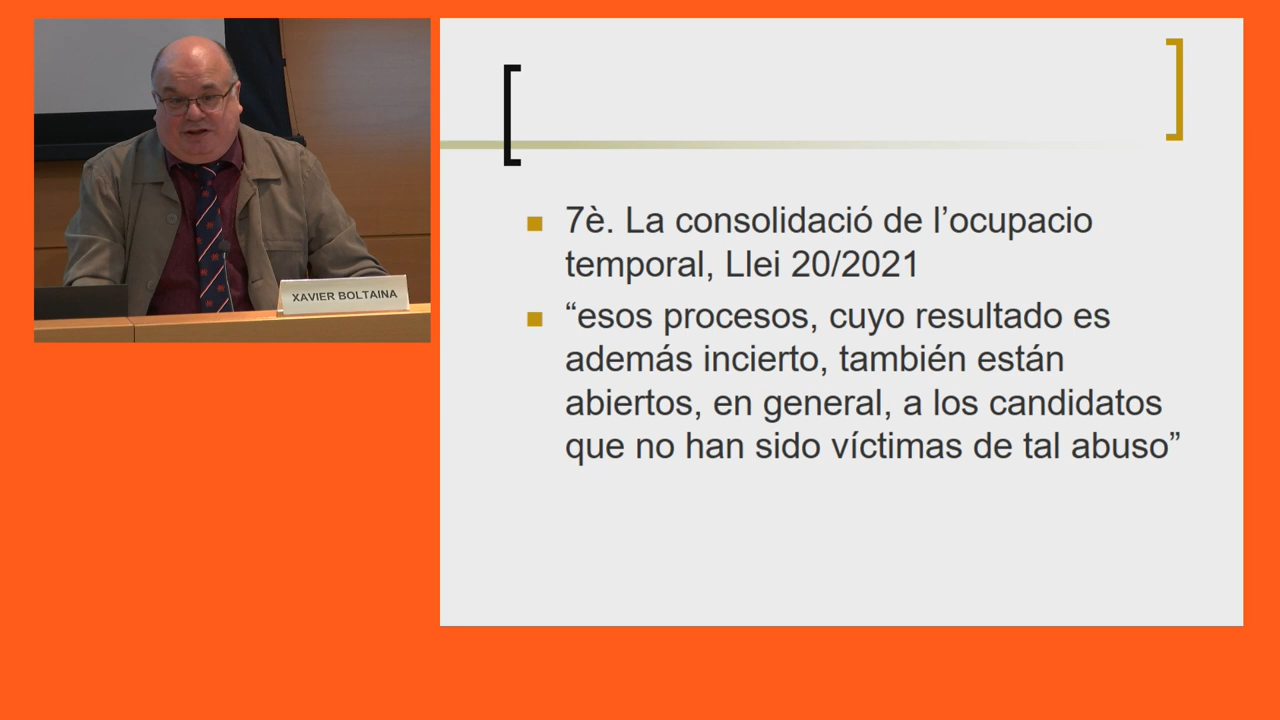 XAVIER BOLTAINA
7è. La consolidació de l’ocupacio
temporal, Llei 20/2021
“esos procesos, cuyo resultado es
además incierto, también están
abiertos, en general, a los candidatos
que no han sido víctimas de tal abuso”